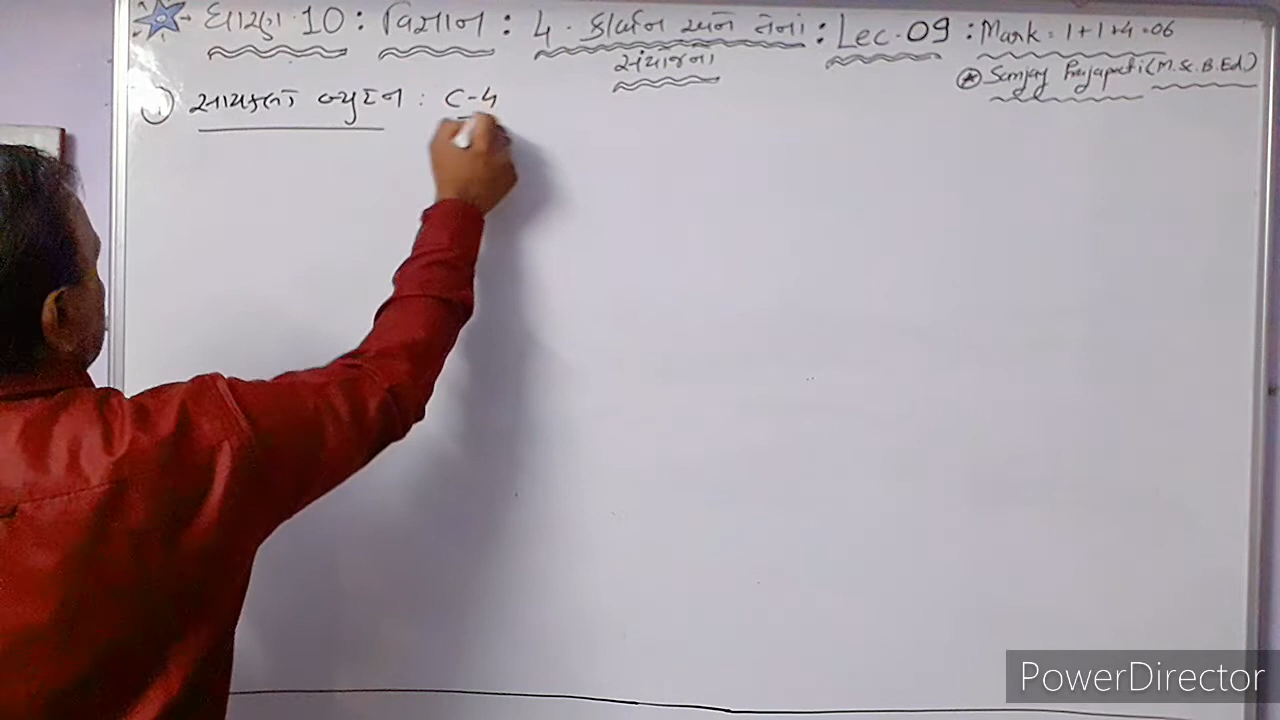 ધોરણ 10 : વિજ્ઞાન : 4. કાર્બન અને તેનાં : Lec-09 : Mark = 1+1+4=06
સંયોજનો
Sanjay Prajapati (M.Sc. B.Ed.)
1 સાયક્લો બ્યુટેન : C-4
PowerDirector